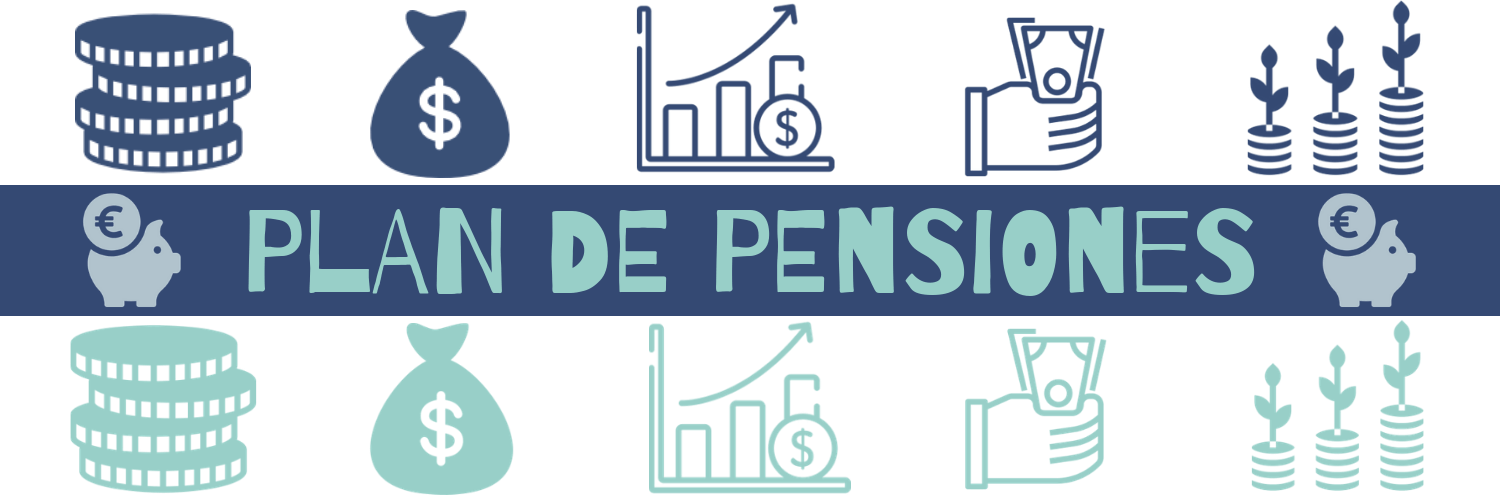 $ $ 
€ PLAN DE PENSIONES €
$ $